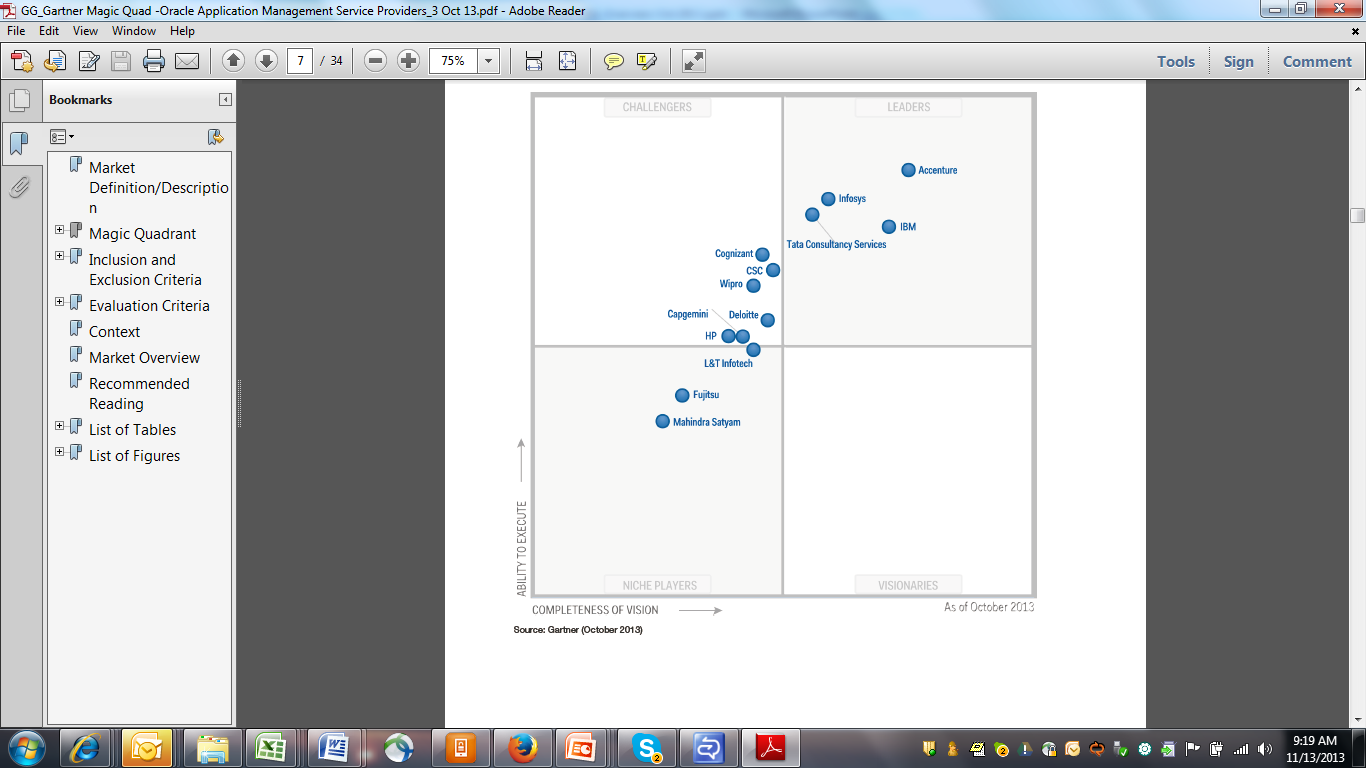 GG_Gartner Magic Quad -Oracle Application Management Service Providers_3 Oct 13.pdf - Adobe Reader
File Edit View Window Help
7 / 34 75% Tools Sign Comment
Bookmarks
Market
Definition/Descriptio
n
Magic Quadrant
Inclusion and
Exclusion Criteria
Evaluation Criteria
Context
Market Overview
Recommended
Reading
List of Tables
List of Figures
CHALLENGERS
LEADERS
Accenture
Infosys
IBM
Tata Consultancy Services
Cognizant
CSC
Wipro
Capgemini
Deloitte
HP
L&T Infotech
Fujitsu
Mahindra Satyam
ABILITY TO EXECUTE
NICHE PLAYERS
VISIONARIES
COMPLETENESS OF VISION
As of October 2013
Source: Gartner (October 2013)
9:19 AM
11/13/2013